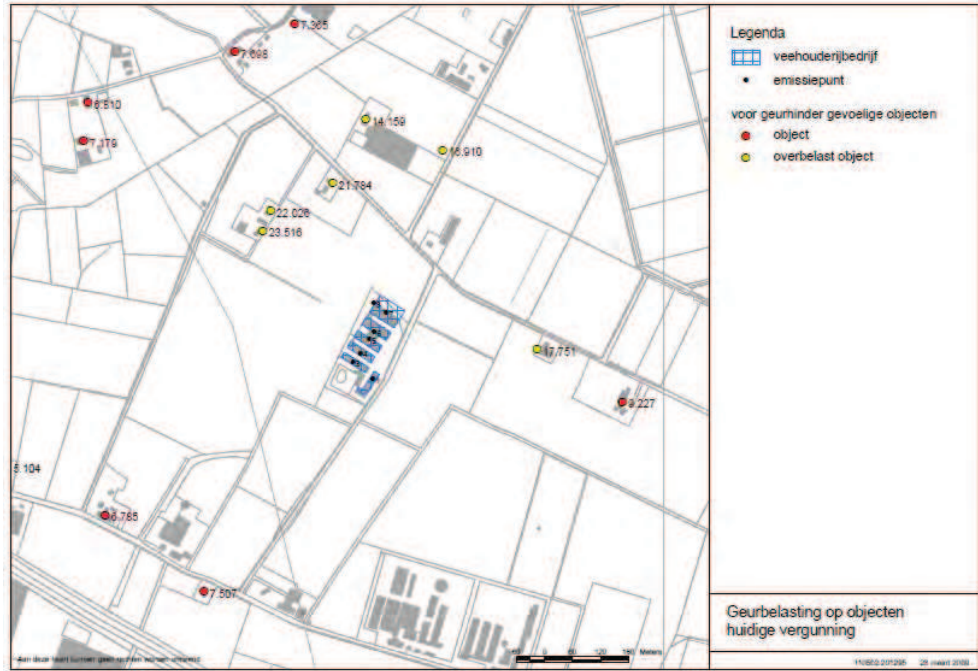 7.365
7.698
6.810
7.179
14.159
16.910
21.784
22.026
23.516
17.751
9.227
5.104
6.785
7.507
Meters
Legenda
veehouderijbedrijf
emissiepunt
voor geurhinder gevoelige objecten
object
overbelast object
Geurbelasting op objecten
huidige vergunning